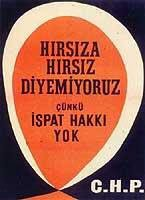 HIRSIZA
HIRSIZ
DİYEMİYORUZ
ÇÜNKÜ
İSPAT HAKKI
YOK
C.H.P.